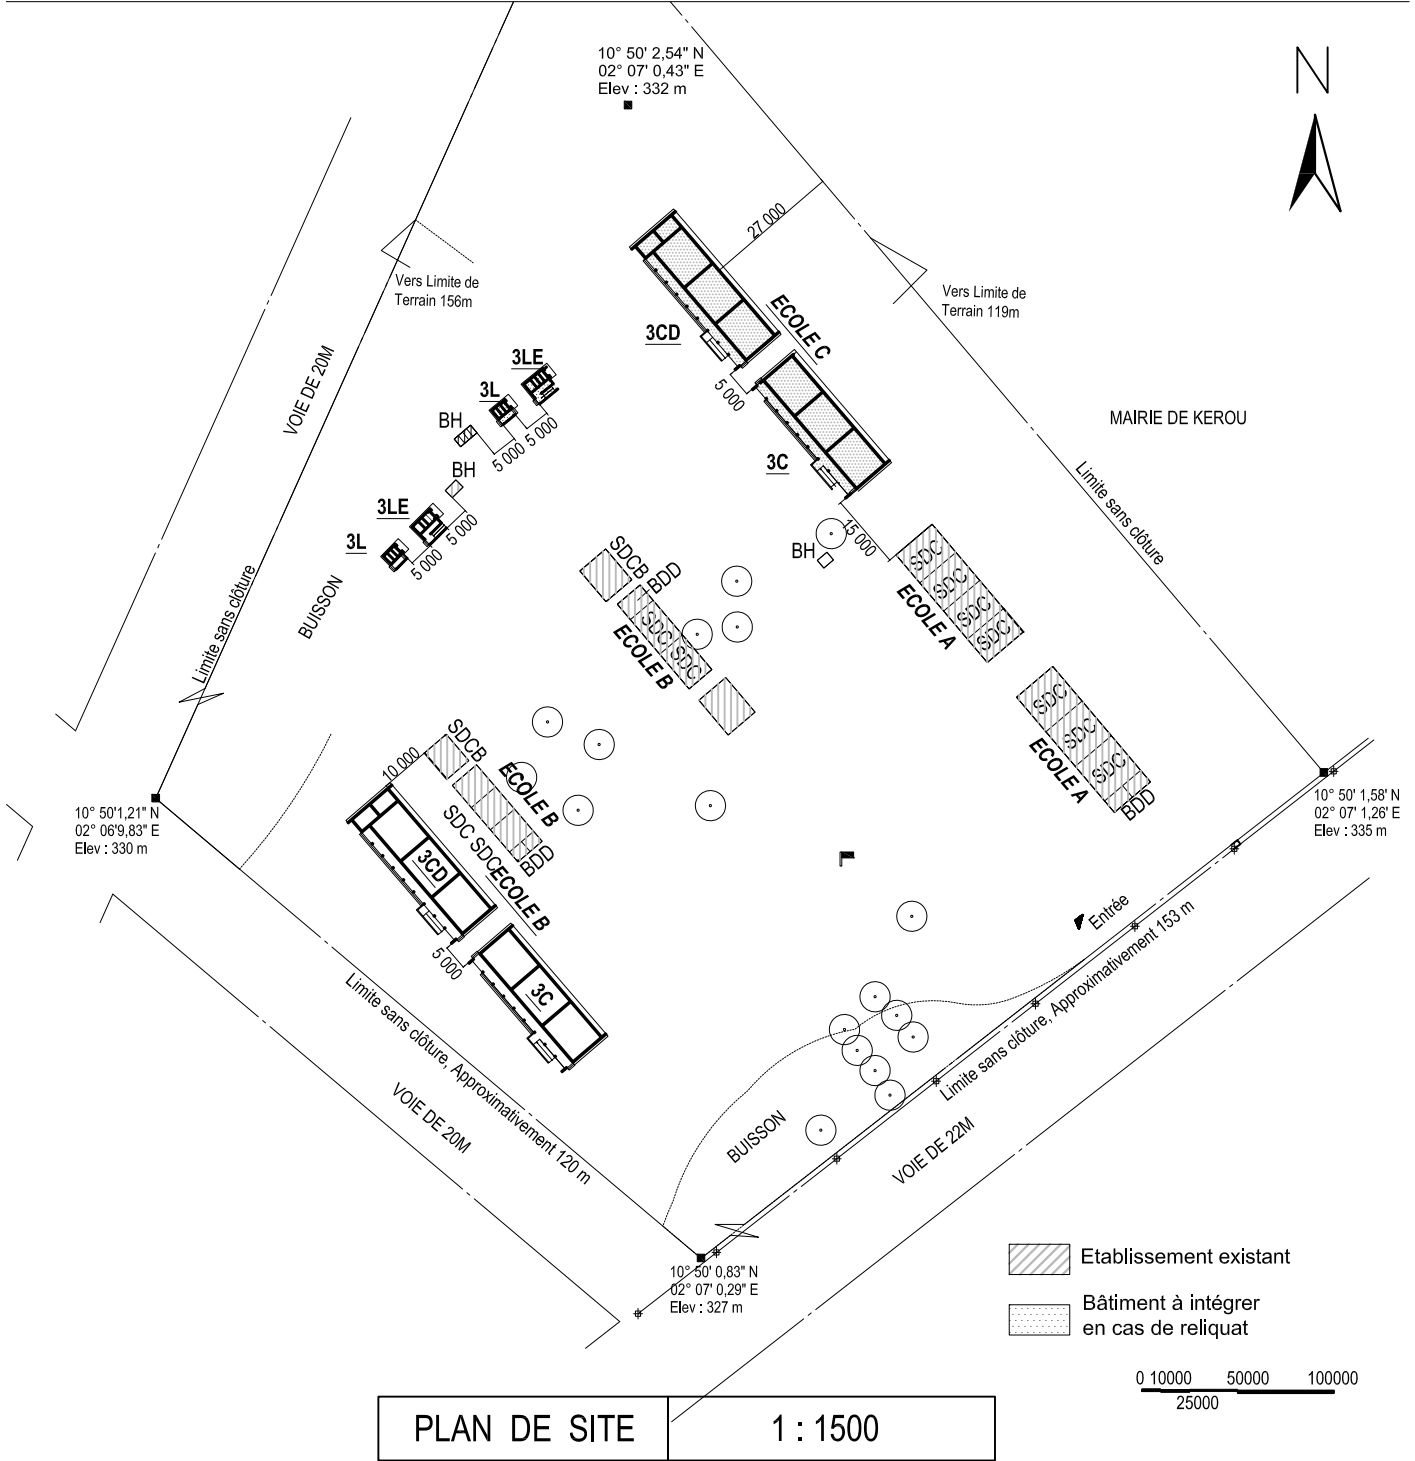 10° 50' 2,54" N
02° 07' 0,43" E
Elev : 332 m
N
27 000
Vers Limite de
Terrain 156m
Vers Limite de
Terrain 119m
3CD
ECOLE C
VOIE DE 20M
3LE
3L
5 000
BH
5 000
5 000
MAIRIE DE KEROU
3C
BH
Limite sans clôture
3LE
5 000
3L
5 000
15 000
BH
SDC
SDC
SDC
SDC
ECOLE A
SDCB
BDD
SDC SDC
ECOLE B
BUISSON
Limite sans clôture
SDC
SDC
SDC
BDD
ECOLE A
SDCB
10 000
ECOLE B
SDC SDC
BDD
ECOLE B
3CD
5 000
3C
10° 50'1,21" N
02° 06'9,83" E
Elev : 330 m
10° 50' 1,58' N
02° 07' 1,26' E
Elev : 335 m
Entrée
Limite sans clôture, Approximativement 153 m
Limite sans clôture, Approximativement 120 m
VOIE DE 20M
BUISSON
VOIE DE 22M
10° 50' 0,83" N
02° 07' 0,29" E
Elev : 327 m
Etablissement existant
Bâtiment à intégrer
en cas de reliquat
0 10000 50000 100000
25000
PLAN DE SITE 1 : 1500